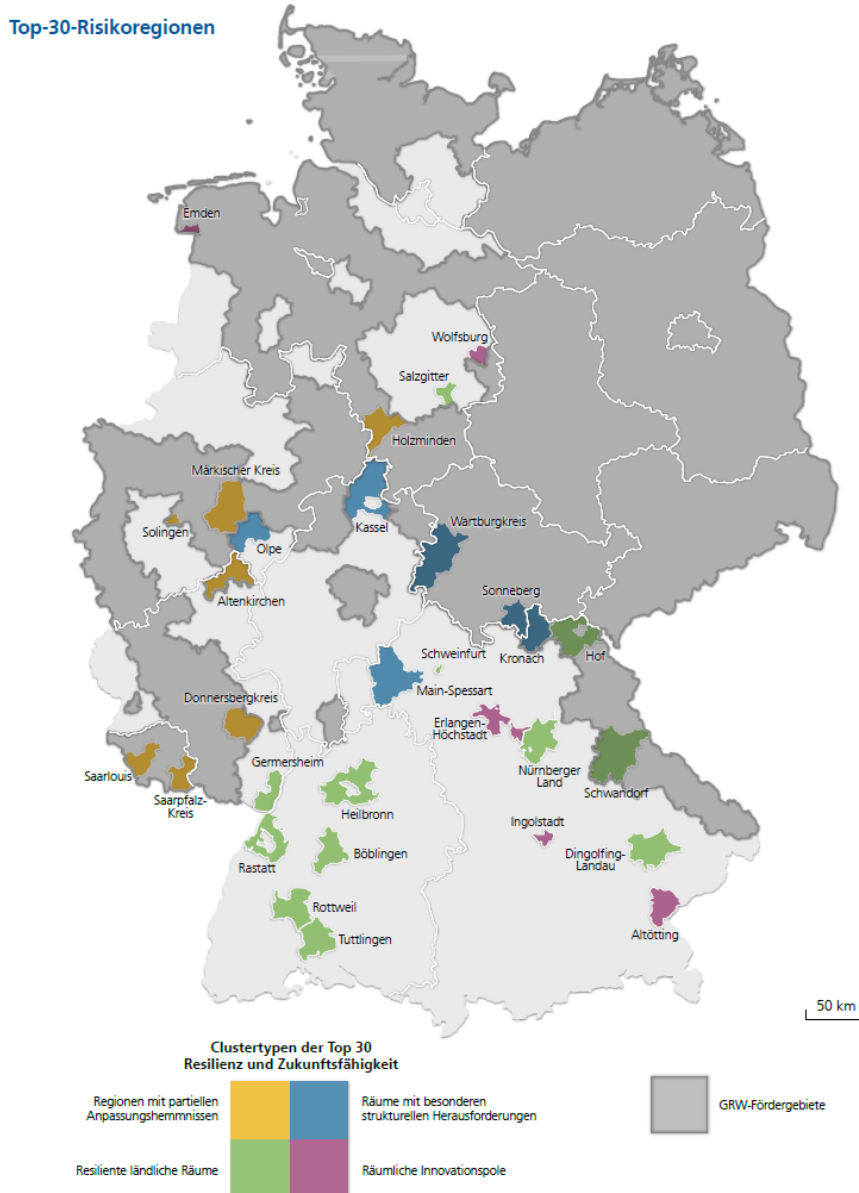 Top-30-Risikoregionen
Emden
Wolfsburg
Salzgitter
Holzminden
Märkischer Kreis
Solingen
Olpe
Kassel
Wartburgkreis
Altenkirchen
Sonneberg
Kronach
Hof
Schweinfurt
Main-Spessart
Donnersbergkreis
Erlangen-
Höchstadt
Nürnberger
Land
Schwandorf
Saarlouis
Saarpfalz-
Kreis
Germersheim
Heilbronn
Ingolstadt
Dingolfing-
Landau
Rastatt
Böblingen
Rottweil
Tuttlingen
Altötting
50 km
Clustertypen der Top 30
Resilienz und Zukunftsfähigkeit
Regionen mit partiellen
Anpassungshemmnissen
Räume mit besonderen
strukturellen Herausforderungen
GRW-Fördergebiete
Resiliente ländliche Räume
Räumliche Innovationspole